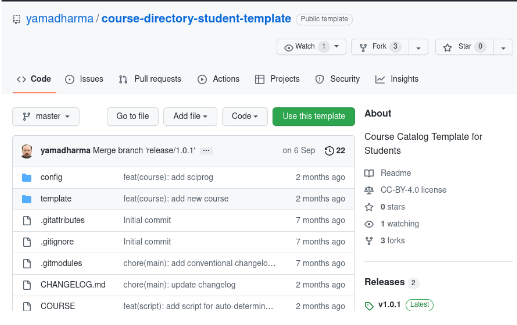 yamadharma / course-directory-student-template Public template
Watch 1 Fork 3 Star 0
Code Issues Pull requests Actions Projects Security Insights
master Go to file Add file Code Use this template
yamadharma Merge branch 'release/1.0.1' ... on 6 Sep 22
config feat(course): add sciprog 2 months ago
template feat(course): add new course 2 months ago
.gitattributes Initial commit 7 months ago
.gitignore Initial commit 7 months ago
.gitmodules chore(main): add conventional changelo... 7 months ago
CHANGELOG.md chore(main): update changelog 2 months ago
COURSE feat(script): add script for auto-determin... 2 months ago
About
Course Catalog Template for
Students
Readme
CC-BY-4.0 license
0 stars
1 watching
3 forks
Releases 2
v1.0.1 Latest